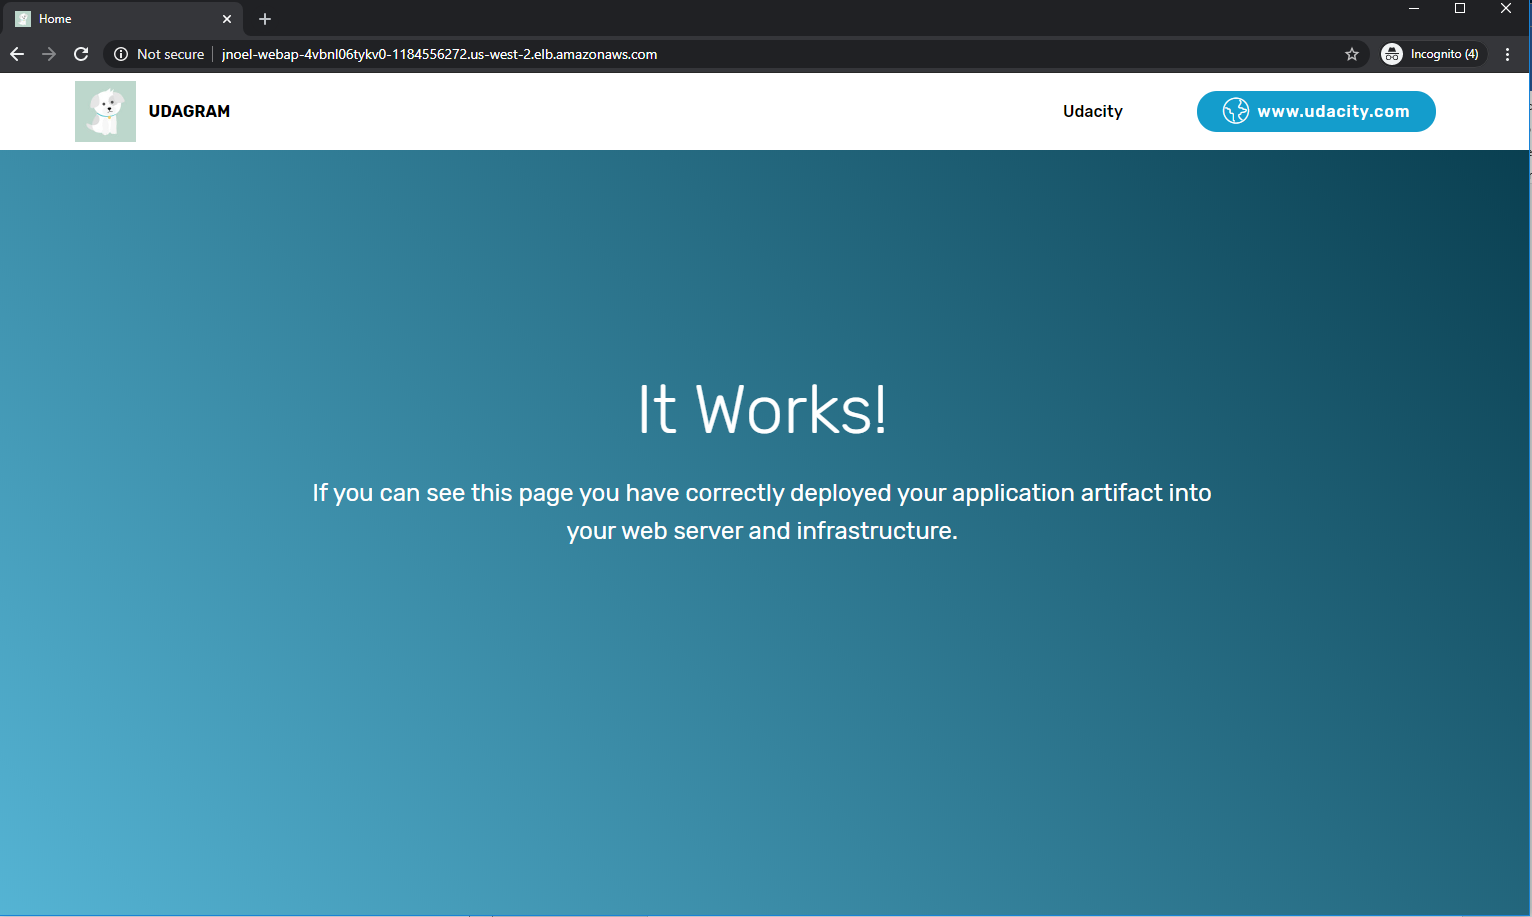 Home
Not secure
jnoel-webap-4vbnl06tykv0-1184556272.us-west-2.elb.amazonaws.com
Incognito (4)
UDAGRAM
Udacity
www.udacity.com
It Works!
If you can see this page you have correctly deployed your application artifact into
your web server and infrastructure.